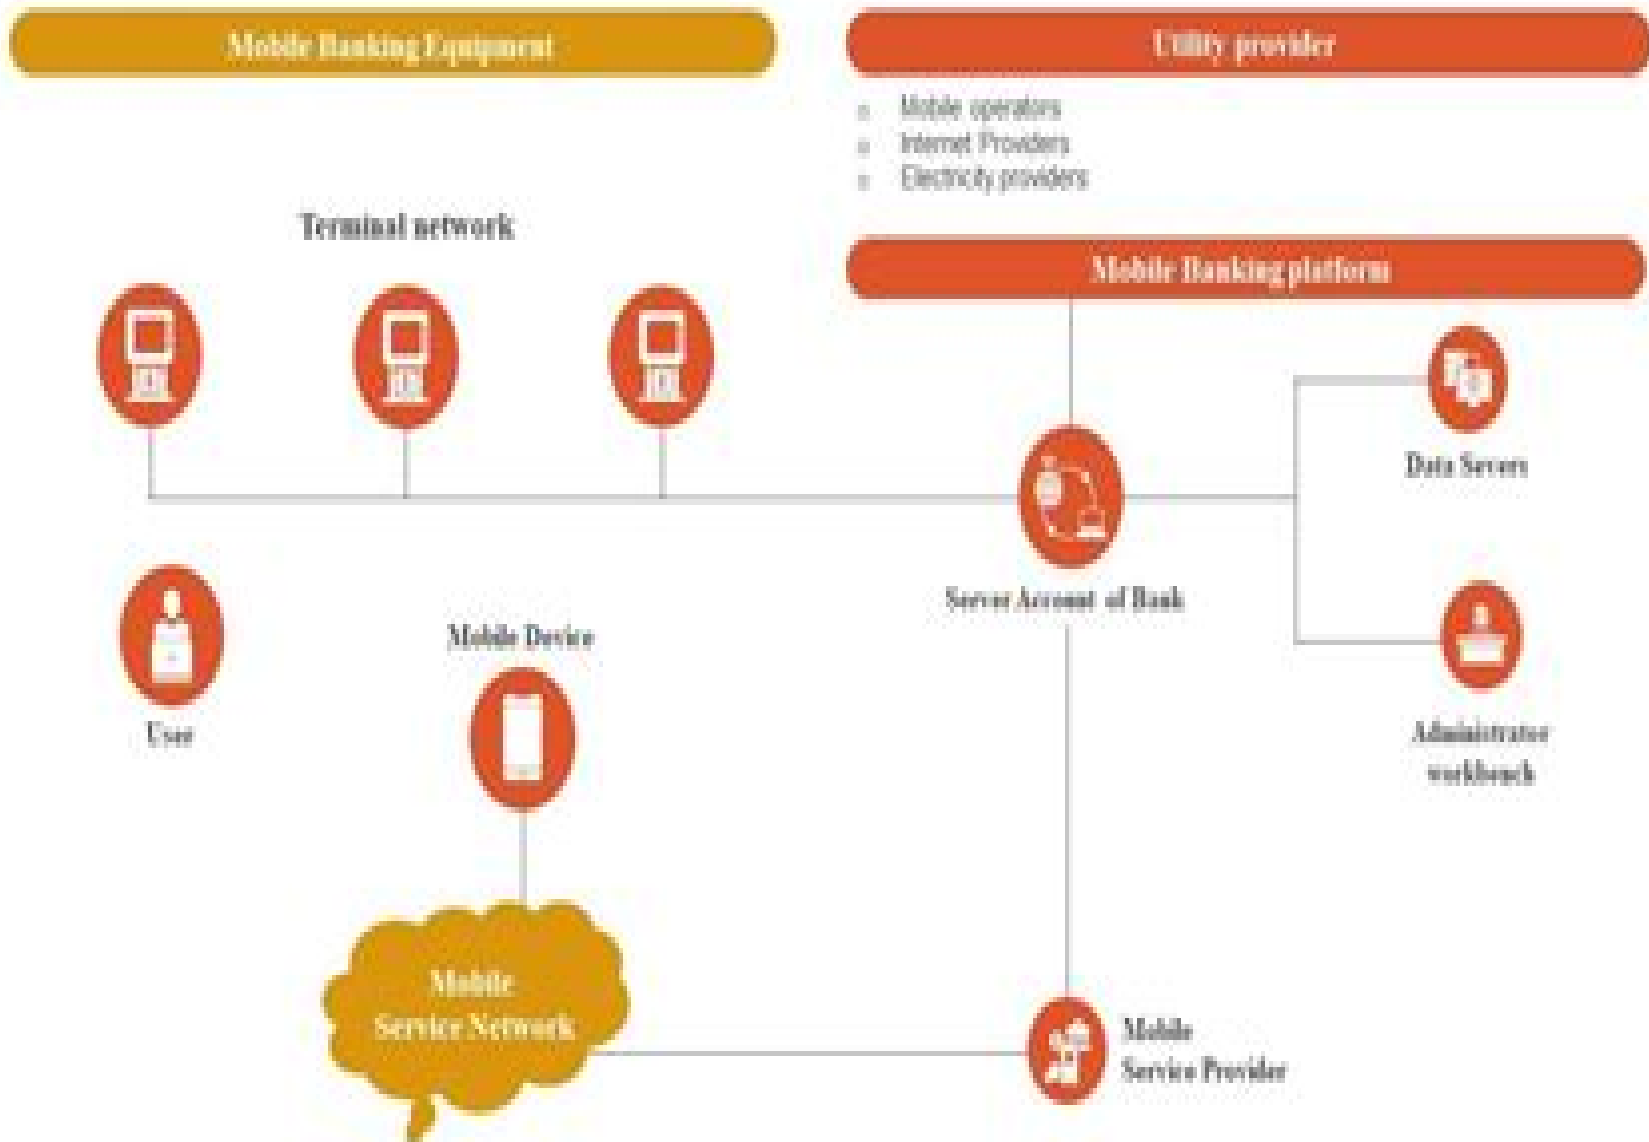 Mobile Banking Equipment
Utility provider
Mobile operators
Internet Providers
Electricity providers
Terminal network
Mobile Banking platform
Data Severs
Server Account of Bank
Mobile Device
User
Administrator
workbench
Mobile
Service Network
Mobile
Service Provider